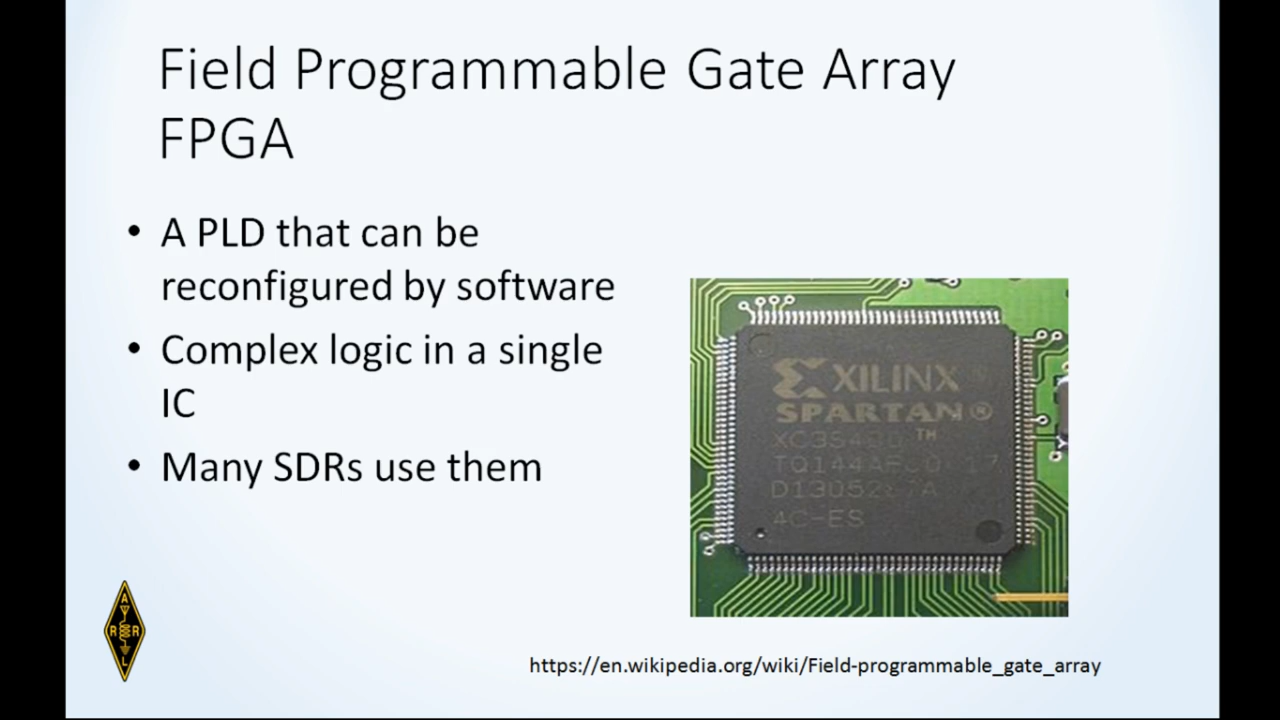 Field Programmable Gate Array
FPGA
• A PLD that can be
reconfigured by software
• Complex logic in a single
IC
• Many SDRs use them
XILINX ®
SPARTAN®
TM
4C-ES
A
R R
L
https://en.wikipedia.org/wiki/Field-programmable_gate_array